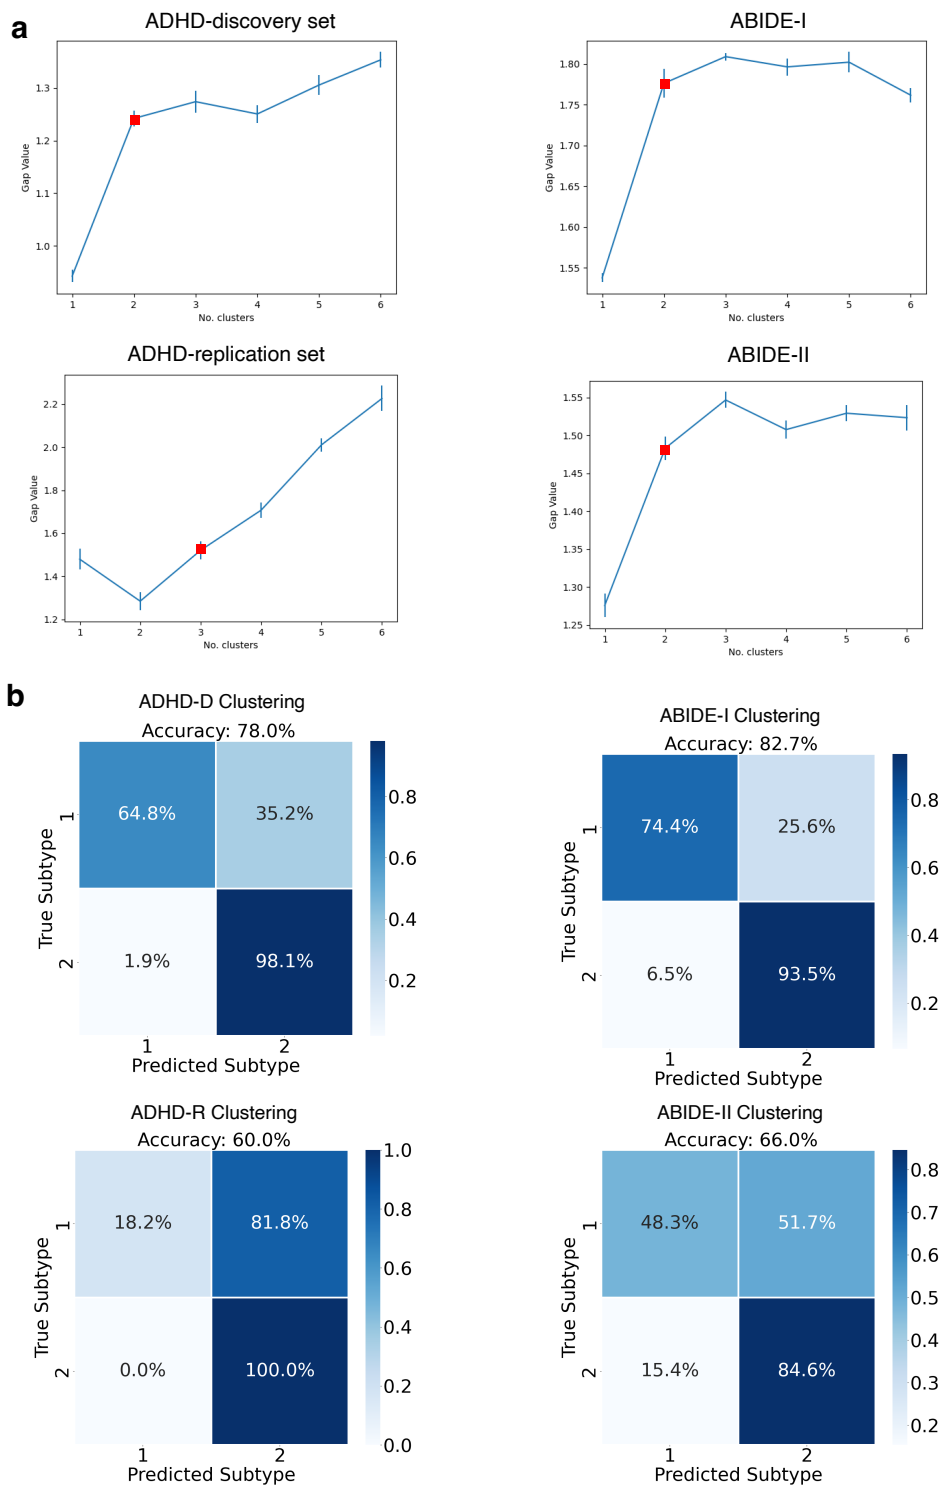 a
ADHD-discovery set
1.3
1.2
1.1
1.0
Gap Value
1 2 3 4 5 6
No. clusters
ABIDE-I
1.80
1.75
1.70
1.65
1.60
1.55
Gap Value
1 2 3 4 5 6
No. clusters
ADHD-replication set
2.2
2.0
1.8
1.6
1.4
1.2
Gap Value
1 2 3 4 5 6
No. clusters
ABIDE-II
1.55
1.50
1.45
1.40
1.35
1.30
1.25
Gap Value
1 2 3 4 5 6
No. clusters
b
ADHD-D Clustering
Accuracy: 78.0%
64.8% 35.2%
1.9% 98.1%
True Subtype
1
2
1 2
Predicted Subtype
0.8
0.6
0.4
0.2
ABIDE-I Clustering
Accuracy: 82.7%
74.4% 25.6%
6.5% 93.5%
True Subtype
1
2
1 2
Predicted Subtype
0.8
0.6
0.4
0.2
ADHD-R Clustering
Accuracy: 60.0%
18.2% 81.8%
0.0% 100.0%
True Subtype
1
2
1 2
Predicted Subtype
1.0
0.8
0.6
0.4
0.2
0.0
ABIDE-II Clustering
Accuracy: 66.0%
48.3% 51.7%
15.4% 84.6%
True Subtype
1
2
1 2
Predicted Subtype
0.8
0.7
0.6
0.5
0.4
0.3
0.2